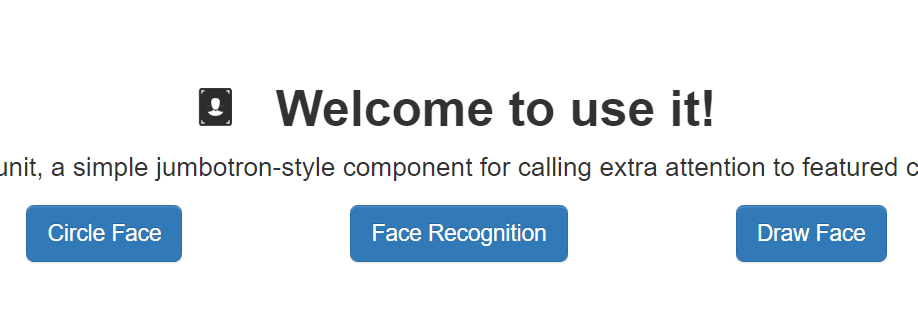 Welcome to use it!
unit, a simple jumbotron-style component for calling extra attention to featured c
Circle Face Face Recognition Draw Face